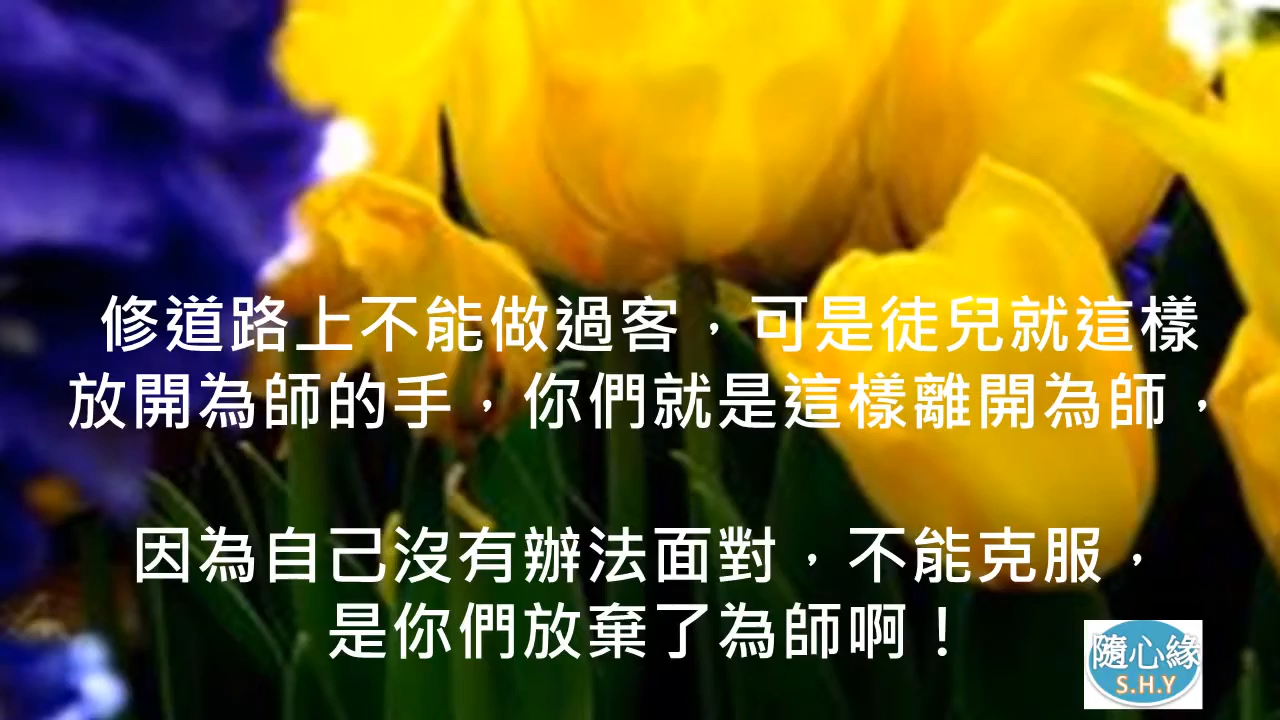 修道路上不能做過客，可是徒兒就這樣
放開為師的手，你們就是這樣離開為師，
因為自己沒有辦法面對，不能克服，
是你們放棄了為師啊！
隨心緣
S.H.Y